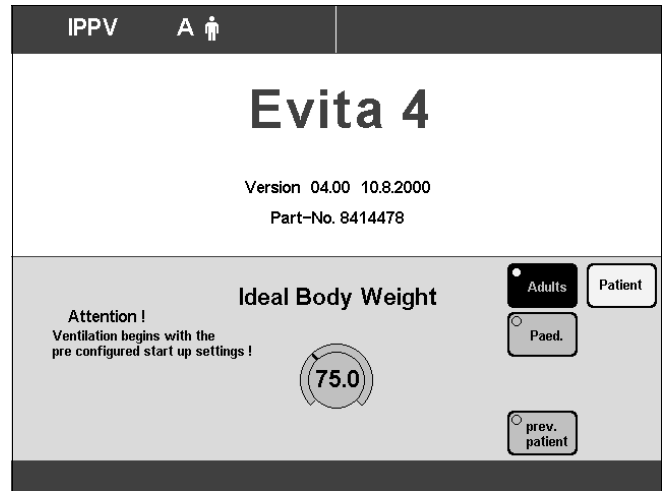 IPPV A
Evita 4
Version 04.00 10.8.2000
Part-No. 8414478
Ideal Body Weight
Adults
Patient
Attention !
Ventilation begins with the
pre configured start up settings !
Paed.
75.0
prev.
patient